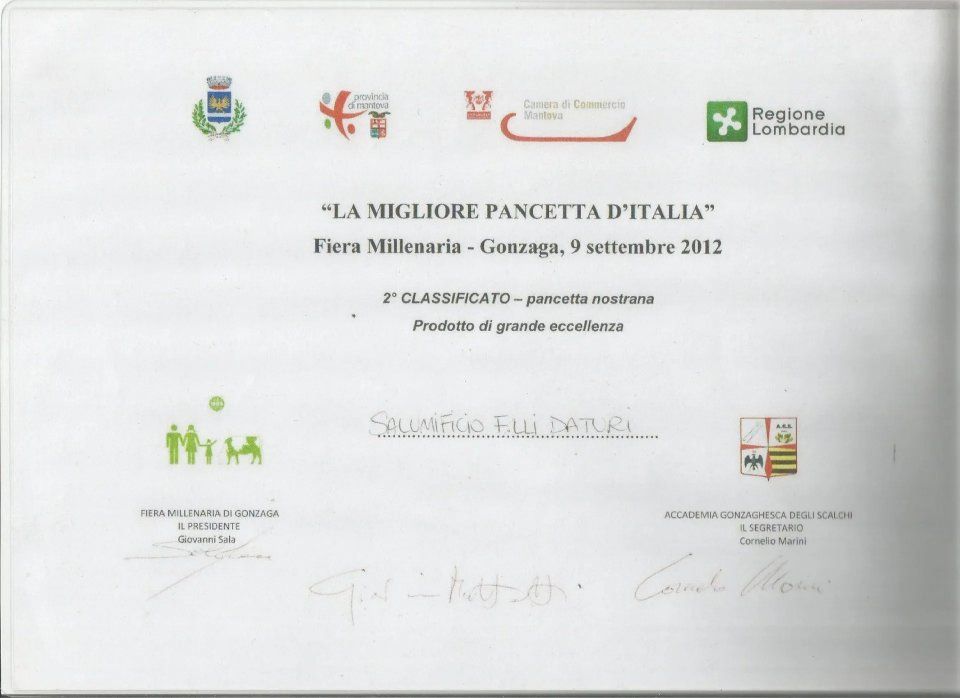 provincia
di mantova
Camera di Commercio
Mantova
Regione
Lombardia
“LA MIGLIORE PANCETTA D’ITALIA”
Fiera Millenaria - Gonzaga, 9 settembre 2012
2° CLASSIFICATO – pancetta nostrana
Prodotto di grande eccellenza
SALUMIFICIO F.LLI DATURI
FIERA MILLENARIA DI GONZAGA
IL PRESIDENTE
Giovanni Sala
ACCADEMIA GONZAGHESCA DEGLI SCALCHI
IL SEGRETARIO
Cornelio Marini